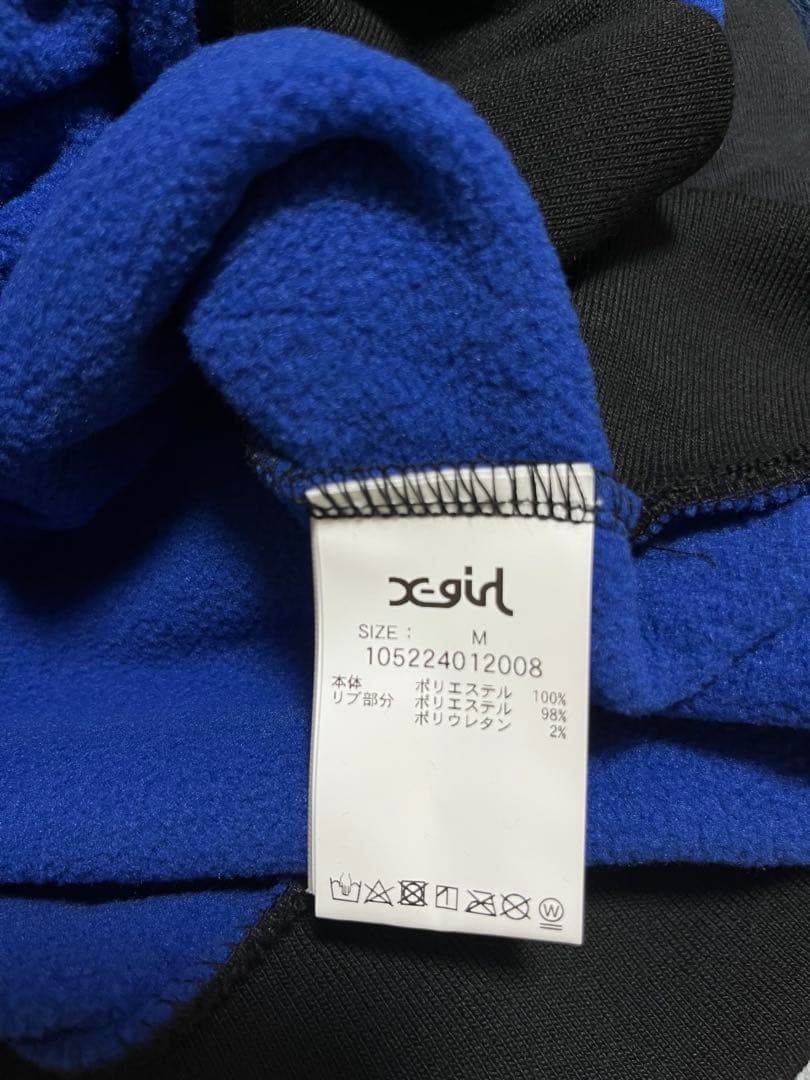 X-girl
SIZE： M
105224012008
本体 ポリエステル 100%
リブ部分 ポリエステル 98%
ポリウレタン 2%
W